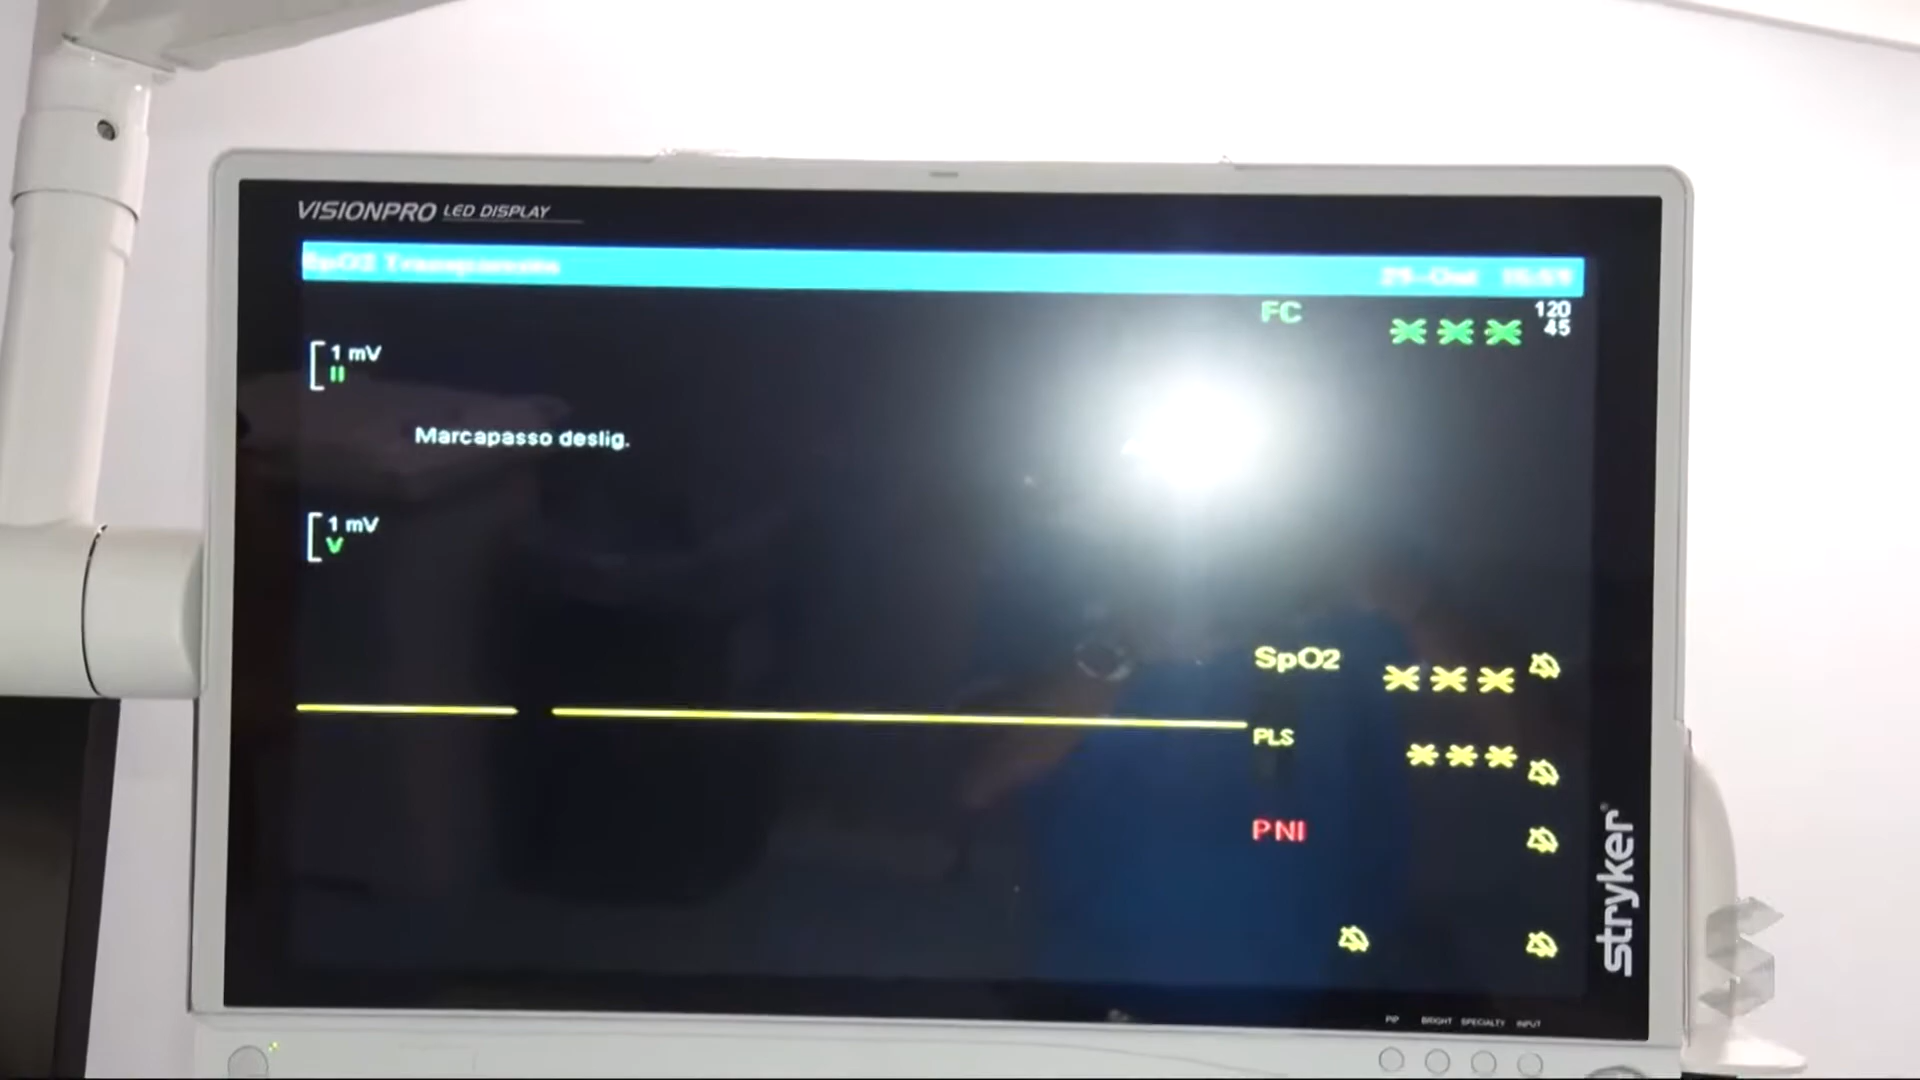 VISIONPRO LED DISPLAY
SpO2
FC
120
45
1 mV
II
Marcapasso deslig.
1 mV
V
SpO2
PLS
PNI
stryker
PIP BRIGHT SPECIALTY INPUT